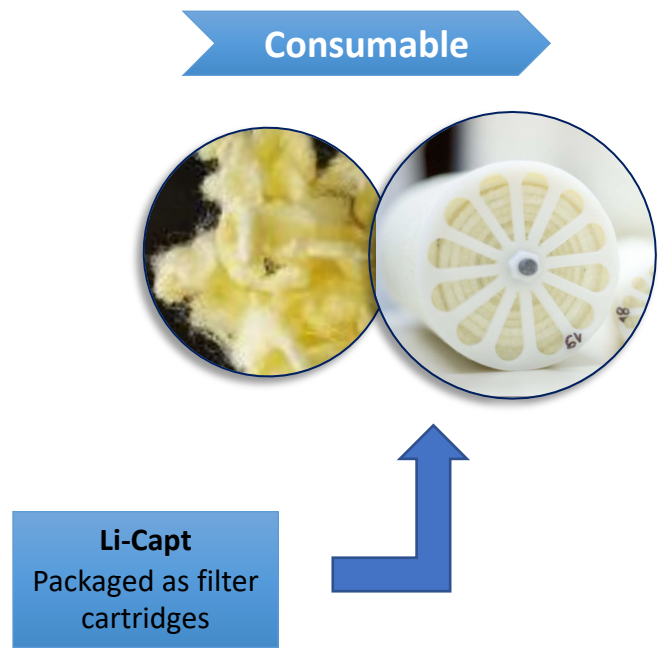 Consumable
Li-Capt
Packaged as filter
cartridges